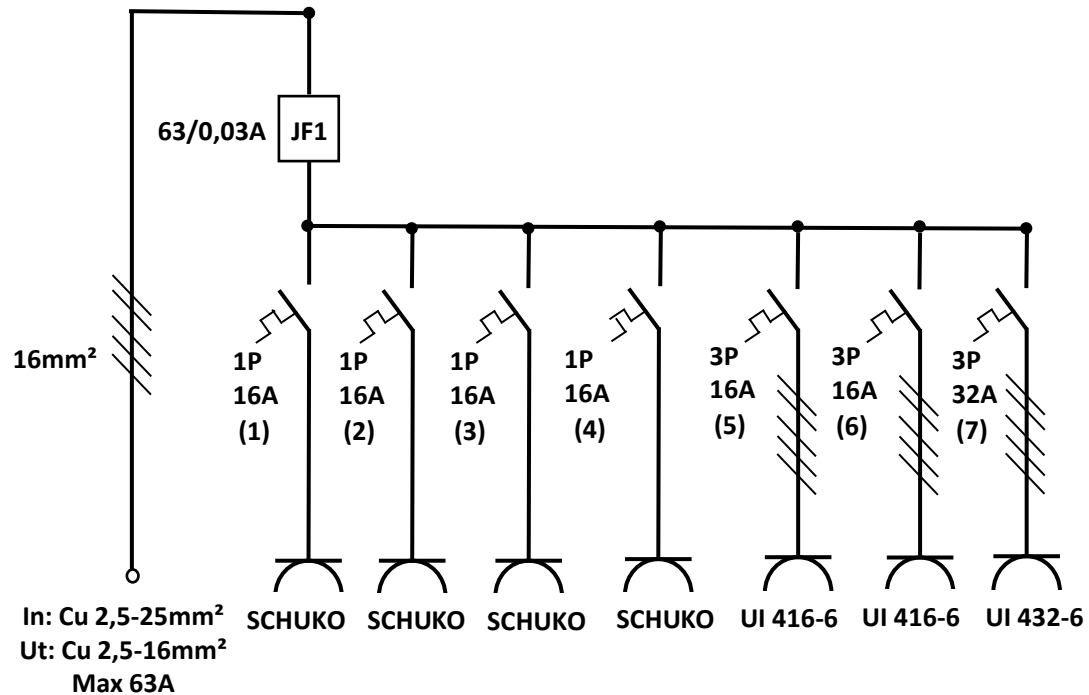 63/0,03A
JF1
16mm²
1P
16A
(1)
1P
16A
(2)
1P
16A
(3)
1P
16A
(4)
3P
16A
(5)
3P
16A
(6)
3P
32A
(7)
In: Cu 2,5-25mm²
Ut: Cu 2,5-16mm²
Max 63A
SCHUKO
SCHUKO
SCHUKO
SCHUKO
UI 416-6
UI 416-6
UI 432-6